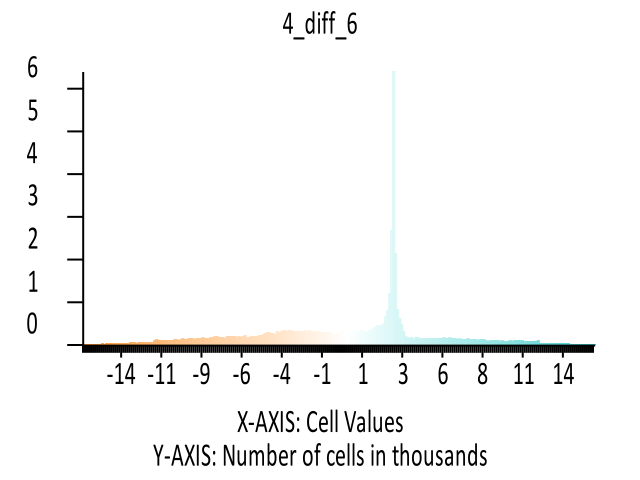 4_diff_6
6
5
4
3
2
1
0
-14 -11 -9 -6 -4 -1 1 3 6 8 11 14
X-AXIS: Cell Values
Y-AXIS: Number of cells in thousands